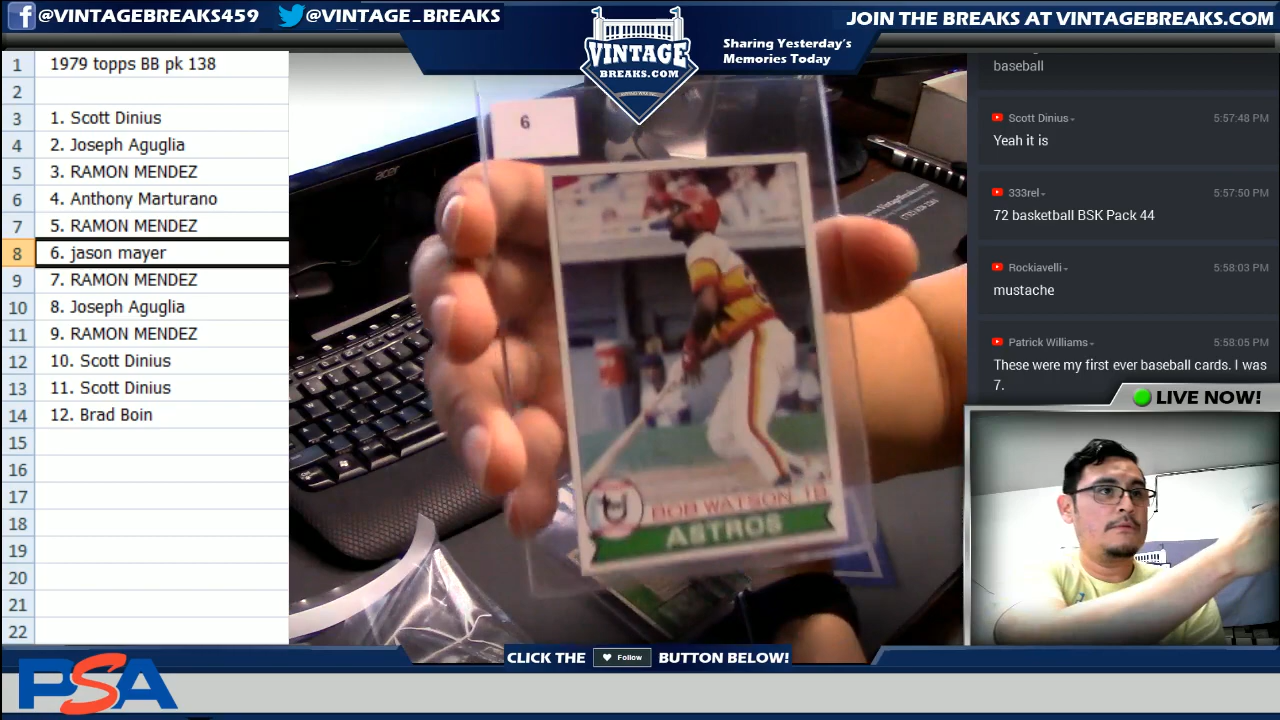 @VINTAGEBREAKS459
@VINTAGE_BREAKS
VINTAGE
BREAKS.COM
Sharing Yesterday's
Memories Today
JOIN THE BREAKS AT VINTAGEBREAKS.COM
1 1979 topps BB pk 138
2
3 1. Scott Dinius
4 2. Joseph Aguglia
5 3. RAMON MENDEZ
6 4. Anthony Marturano
7 5. RAMON MENDEZ
8 6. jason mayer
9 7. RAMON MENDEZ
10 8. Joseph Aguglia
11 9. RAMON MENDEZ
12 10. Scott Dinius
13 11. Scott Dinius
14 12. Brad Boin
15
16
17
18
19
20
21
22
acer
6
BOB WATSON 1B
ASTROS
baseball
Scott Dinius 5:57:48 PM
Yeah it is
333rel 5:57:50 PM
72 basketball BSK Pack 44
Rockiavelli 5:58:03 PM
mustache
Patrick Williams 5:58:05 PM
These were my first ever baseball cards. I was
7.
LIVE NOW!
CLICK THE Follow BUTTON BELOW!
PSA